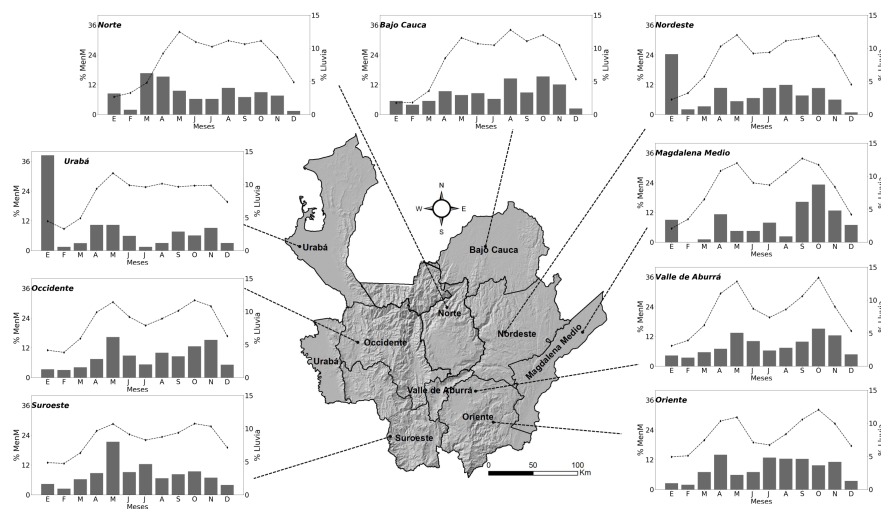 Norte
36
24
12
0
% MenM
15
10
5
0
% Lluvia
E F M A M J J A S O N D
Meses
Bajo Cauca
36
24
12
0
% MenM
15
10
5
0
% Lluvia
E F M A M J J A S O N D
Meses
Nordeste
36
24
12
0
% MenM
15
10
5
0
% Lluvia
E F M A M J J A S O N D
Meses
Urabá
36
24
12
0
% MenM
15
10
5
0
% Lluvia
E F M A M J J A S O N D
Magdalena Medio
36
24
12
0
% MenM
15
10
5
0
% Lluvia
E F M A M J J A S O N D
Occidente
36
24
12
0
% MenM
15
10
5
0
% Lluvia
E F M A M J J A S O N D
Valle de Aburrá
36
24
12
0
% MenM
15
10
5
0
% Lluvia
E F M A M J J A S O N D
Suroeste
36
24
12
0
% MenM
15
10
5
0
% Lluvia
E F M A M J J A S O N D
Meses
Oriente
36
24
12
0
% MenM
15
10
5
0
% Lluvia
E F M A M J J A S O N D
Meses
N
W E
S
Urabá
Bajo Cauca
Norte
Occidente
Nordeste
Magdalena Medio
Urabá
Valle de Aburrá
Suroeste
Oriente
0 50 100
Km